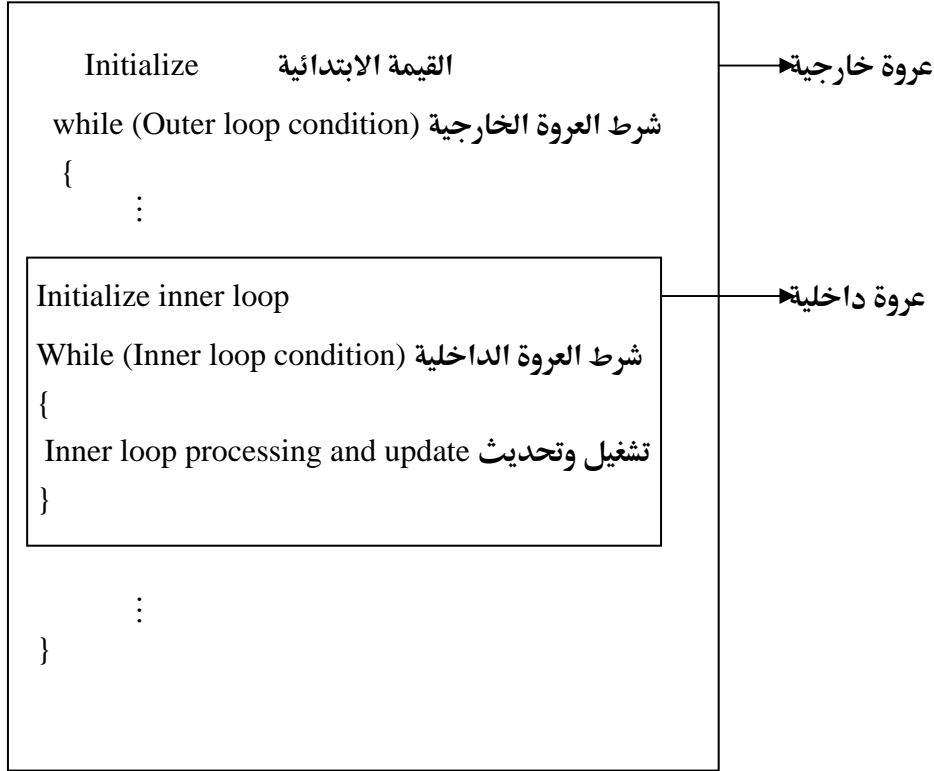 Initialize القيمة الابتدائية
عروة خارجية
while (Outer loop condition) شرط العروة الخارجية
{
⋮
Initialize inner loop
عروة داخلية
While (Inner loop condition) شرط العروة الداخلية
{
Inner loop processing and update تشغيل وتحديث
}
⋮
}